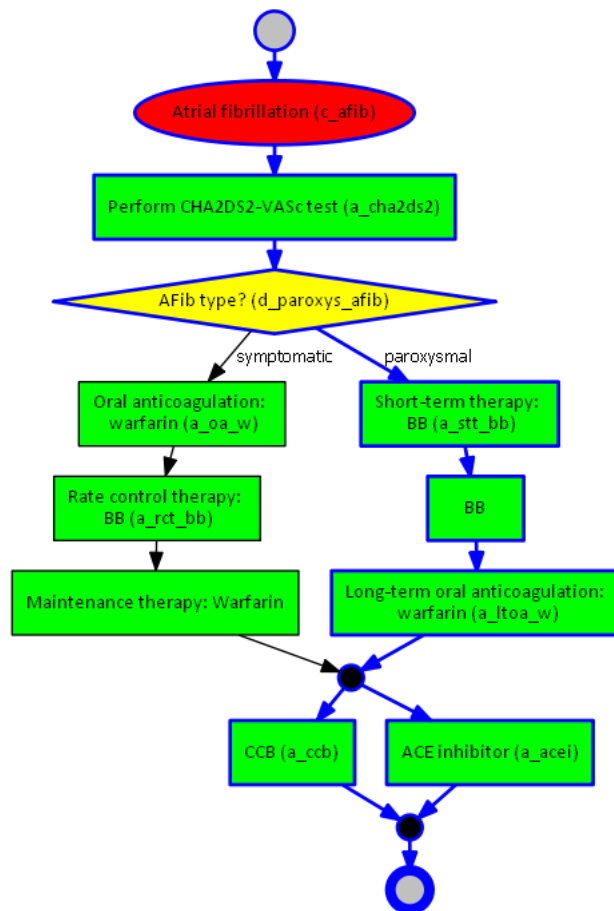 Atrial fibrillation (c_afib)
Perform CHA2DS2-VASc test (a_cha2ds2)
AFib type? (d_paroxys_afib)
symptomatic
paroxysmal
Oral anticoagulation:
warfarin (a_oa_w)
Short-term therapy:
BB (a_stt_bb)
Rate control therapy:
BB (a_rct_bb)
BB
Maintenance therapy: Warfarin
Long-term oral anticoagulation:
warfarin (a_ltoa_w)
CCB (a_ccb)
ACE inhibitor (a_acei)